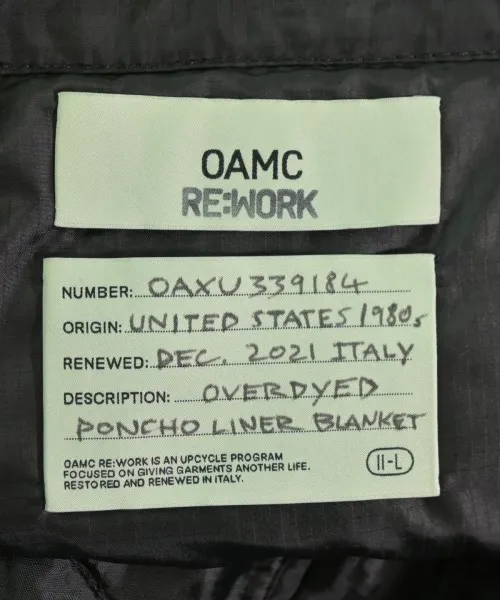 OAMC
RE:WORK
NUMBER: OAXU339184
ORIGIN: UNITED STATES/1980s
RENEWED: DEC. 2021 ITALY
DESCRIPTION: OVERDYED
PONCHO LINER BLANKET
OAMC RE:WORK IS AN UPCYCLE PROGRAM
FOCUSED ON GIVING GARMENTS ANOTHER LIFE.
RESTORED AND RENEWED IN ITALY.
II-L